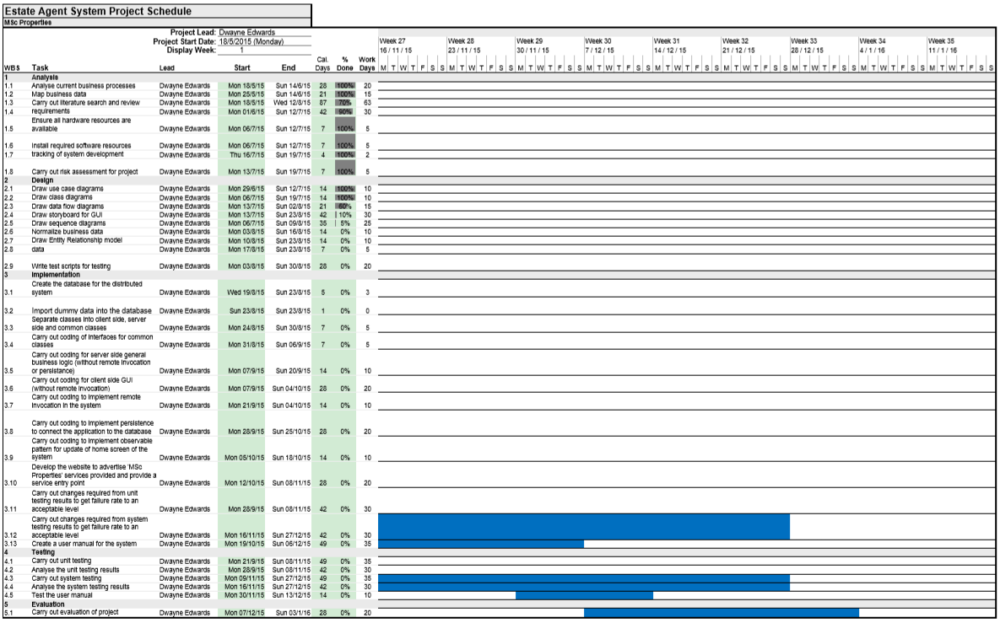 Estate Agent System Project Schedule
MSc Properties
Project Lead: Dwayne Edwards
Project Start Date: 18/5/2015 (Monday)
Display Week: 1
Week 27 Week 28 Week 29 Week 30 Week 31 Week 32 Week 33 Week 34 Week 35
16 / 11 / 15 23 / 11 / 15 30 / 11 / 15 7 / 12 / 15 14 / 12 / 15 21 / 12 / 15 28 / 12 / 15 4 / 1 / 16 11 / 1 / 16
WBS Task Lead Start End Cal. Days % Done Work Days M T W T F S S M T W T F S S M T W T F S S M T W T F S S M T W T F S S M T W T F S S M T W T F S S M T W T F S S M T W T F S S
1 Analysis
1.1 Analyse current business processes Dwayne Edwards Mon 18/5/15 Sun 14/6/15 28 100% 20
1.2 Map business data Dwayne Edwards Mon 25/5/15 Sun 14/6/15 21 100% 15
1.3 Carry out literature search and review Dwayne Edwards Mon 18/5/15 Wed 12/8/15 87 70% 63
1.4 requirements Dwayne Edwards Mon 01/6/15 Sun 12/7/15 42 90% 30
Ensure all hardware resources are
1.5 available Dwayne Edwards Mon 06/7/15 Sun 12/7/15 7 100% 5
1.6 Install required software resources Dwayne Edwards Mon 06/7/15 Sun 12/7/15 7 100% 5
1.7 tracking of system development Dwayne Edwards Thu 16/7/15 Sun 19/7/15 4 100% 2
1.8 Carry out risk assessment for project Dwayne Edwards Mon 13/7/15 Sun 19/7/15 7 100% 5
2 Design
2.1 Draw use case diagrams Dwayne Edwards Mon 29/6/15 Sun 12/7/15 14 100% 10
2.2 Draw class diagrams Dwayne Edwards Mon 06/7/15 Sun 19/7/15 14 100% 10
2.3 Draw data flow diagrams Dwayne Edwards Mon 13/7/15 Sun 02/8/15 21 60% 15
2.4 Draw storyboard for GUI Dwayne Edwards Mon 13/7/15 Sun 23/8/15 42 10% 30
2.5 Draw sequence diagrams Dwayne Edwards Mon 06/7/15 Sun 09/8/15 35 5% 25
2.6 Normalize business data Dwayne Edwards Mon 03/8/15 Sun 16/8/15 14 0% 10
2.7 Draw Entity Relationship model Dwayne Edwards Mon 10/8/15 Sun 23/8/15 14 0% 10
2.8 data Dwayne Edwards Mon 17/8/15 Sun 23/8/15 7 0% 5
2.9 Write test scripts for testing Dwayne Edwards Mon 03/8/15 Sun 30/8/15 28 0% 20
3 Implementation
Create the database for the distributed
3.1 system Dwayne Edwards Wed 19/8/15 Sun 23/8/15 5 0% 3
3.2 Import dummy data into the database Dwayne Edwards Sun 23/8/15 Sun 23/8/15 1 0% 0
Separate classes into client side, server
3.3 side and common classes Dwayne Edwards Mon 24/8/15 Sun 30/8/15 7 0% 5
Carry out coding of interfaces for common
3.4 classes Dwayne Edwards Mon 31/8/15 Sun 06/9/15 7 0% 5
Carry out coding for server side general
business logic (without remote invocation
3.5 or persistance) Dwayne Edwards Mon 07/9/15 Sun 20/9/15 14 0% 10
Carry out coding for client side GUI
3.6 (without remote invocation) Dwayne Edwards Mon 07/9/15 Sun 04/10/15 28 0% 20
Carry out coding to implement remote
3.7 invocation in the system Dwayne Edwards Mon 21/9/15 Sun 04/10/15 14 0% 10
Carry out coding to implement persistence
3.8 to connect the application to the database Dwayne Edwards Mon 28/9/15 Sun 25/10/15 28 0% 20
Carry out coding to implement observable
pattern for update of home screen of the
3.9 system Dwayne Edwards Mon 05/10/15 Sun 18/10/15 14 0% 10
Develop the website to advertise 'MSc
Properties' services provided and provide a
3.10 service entry point Dwayne Edwards Mon 12/10/15 Sun 08/11/15 28 0% 20
Carry out changes required from unit
testing results to get failure rate to an
3.11 acceptable level Dwayne Edwards Mon 28/9/15 Sun 08/11/15 42 0% 30
Carry out changes required from system
testing results to get failure rate to an
3.12 acceptable level Dwayne Edwards Mon 16/11/15 Sun 27/12/15 42 0% 30
3.13 Create a user manual for the system Dwayne Edwards Mon 19/10/15 Sun 06/12/15 49 0% 35
4 Testing
4.1 Carry out unit testing Dwayne Edwards Mon 21/9/15 Sun 08/11/15 49 0% 35
4.2 Analyse the unit testing results Dwayne Edwards Mon 28/9/15 Sun 08/11/15 42 0% 30
4.3 Carry out system testing Dwayne Edwards Mon 09/11/15 Sun 27/12/15 49 0% 35
4.4 Analyse the system testing results Dwayne Edwards Mon 16/11/15 Sun 27/12/15 42 0% 30
4.5 Test the user manual Dwayne Edwards Mon 30/11/15 Sun 13/12/15 14 0% 10
5 Evaluation
5.1 Carry out evaluation of project Dwayne Edwards Mon 07/12/15 Sun 03/1/16 28 0% 20